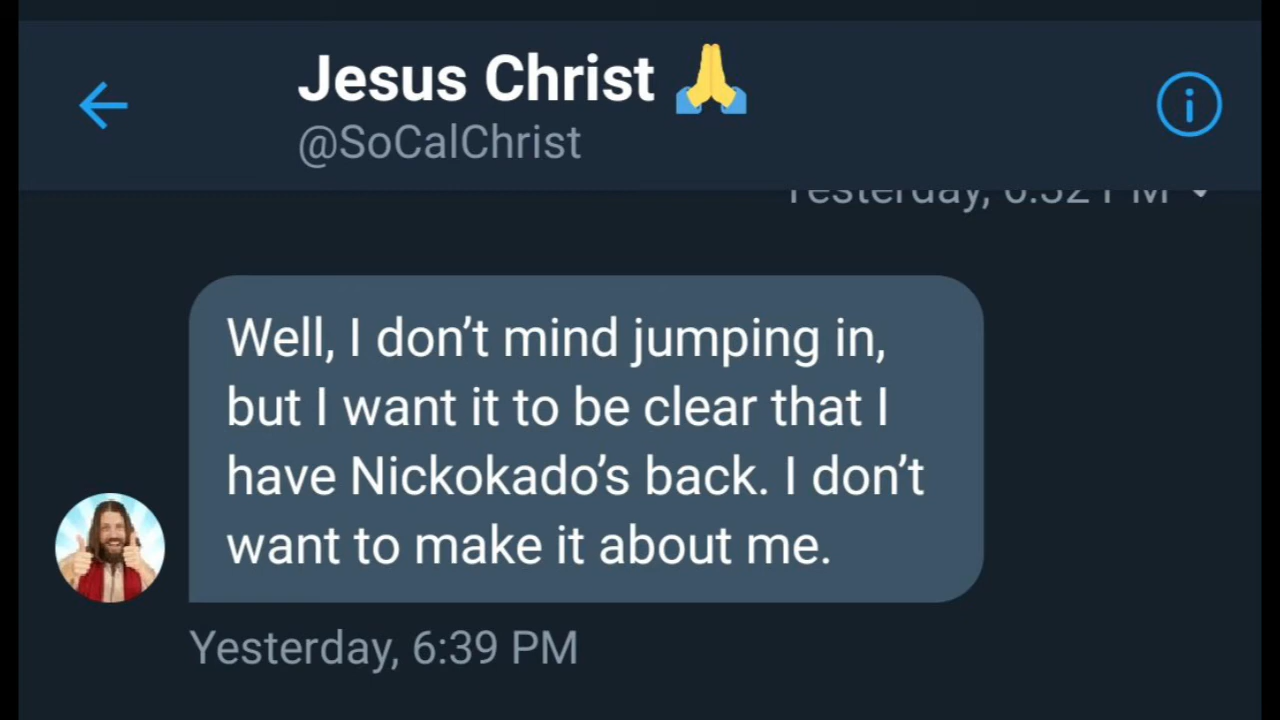 Jesus Christ 🙏
@SoCalChrist
Yesterday, 6:32 PM
Well, I don’t mind jumping in,
but I want it to be clear that I
have Nickokado’s back. I don’t
want to make it about me.
Yesterday, 6:39 PM